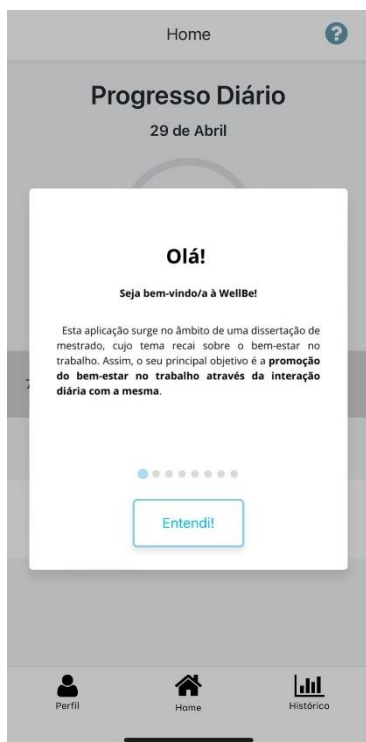 Home
?
Progresso Diário
29 de Abril
Olá!
Seja bem-vindo/a à WellBe!
Esta aplicação surge no âmbito de uma dissertação de
mestrado, cujo tema recai sobre o bem-estar no
trabalho. Assim, o seu principal objetivo é a promoção
do bem-estar no trabalho através da interação
diária com a mesma.
Entendi!
Perfil
Home
Histórico